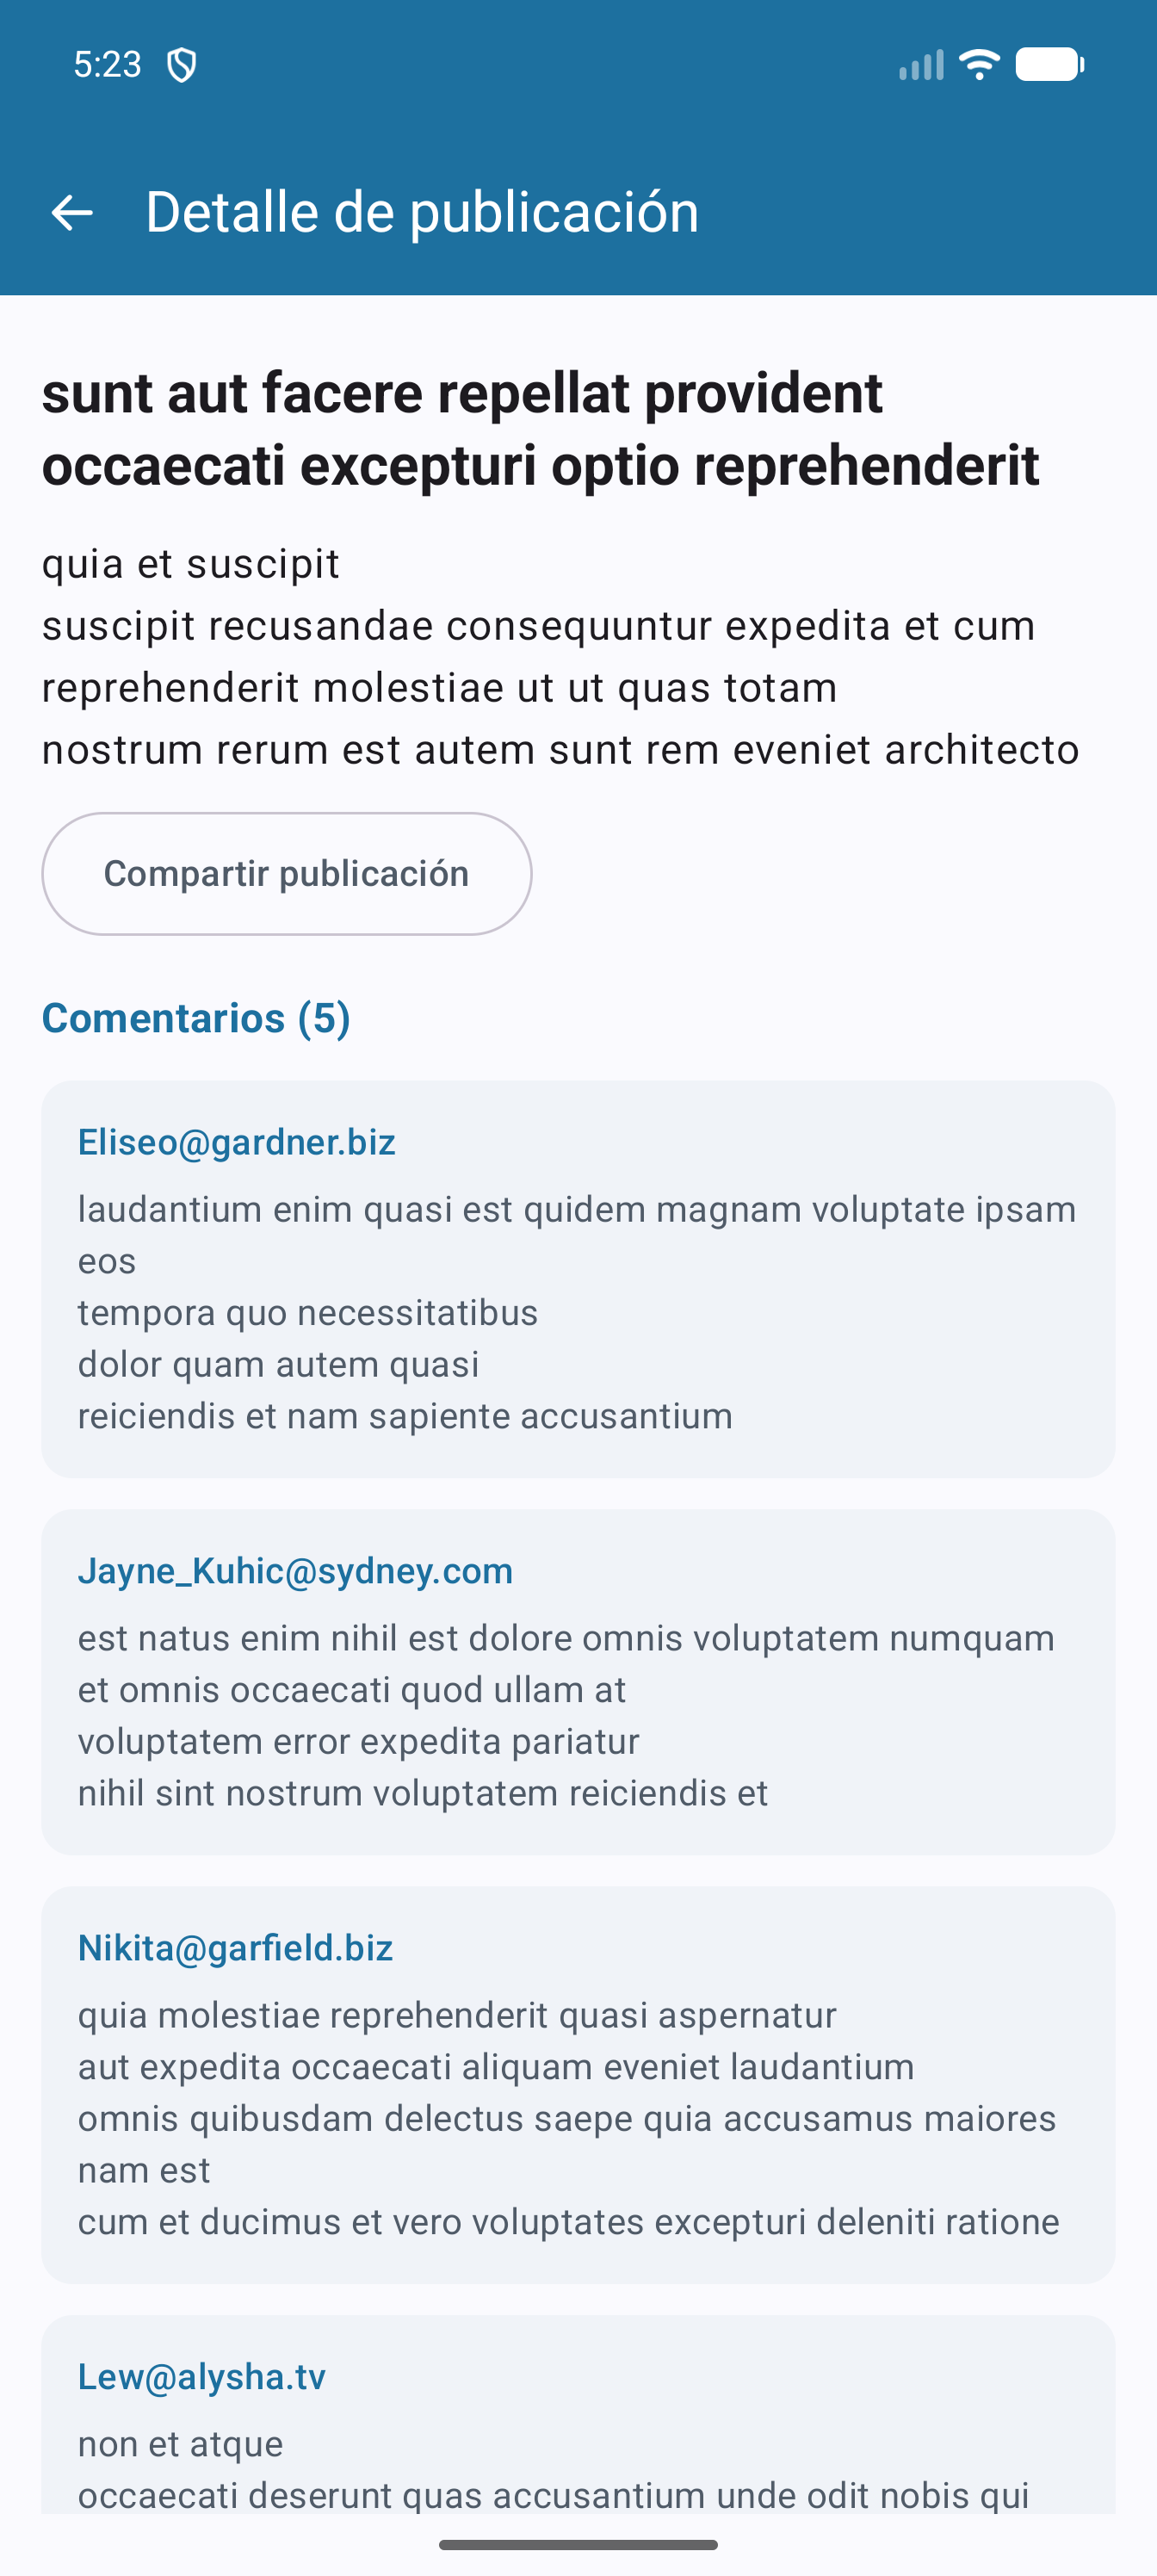 5:23
Detalle de publicación
sunt aut facere repellat provident
occaecati excepturi optio reprehenderit
quia et suscipit
suscipit recusandae consequuntur expedita et cum
reprehenderit molestiae ut ut quas totam
nostrum rerum est autem sunt rem eveniet architecto
Compartir publicación
Comentarios (5)
Eliseo@gardner.biz
laudantium enim quasi est quidem magnam voluptate ipsam
eos
tempora quo necessitatibus
dolor quam autem quasi
reiciendis et nam sapiente accusantium
Jayne_Kuhic@sydney.com
est natus enim nihil est dolore omnis voluptatem numquam
et omnis occaecati quod ullam at
voluptatem error expedita pariatur
nihil sint nostrum voluptatem reiciendis et
Nikita@garfield.biz
quia molestiae reprehenderit quasi aspernatur
aut expedita occaecati aliquam eveniet laudantium
omnis quibusdam delectus saepe quia accusamus maiores
nam est
cum et ducimus et vero voluptates excepturi deleniti ratione
Lew@alysha.tv
non et atque
occaecati deserunt quas accusantium unde odit nobis qui